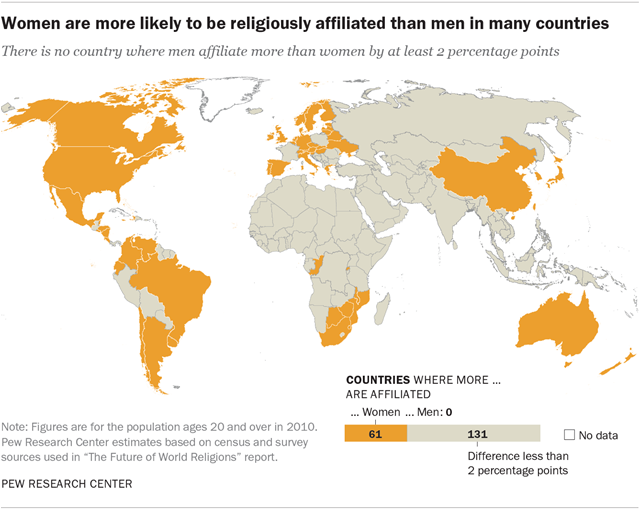 Women are more likely to be religiously affiliated than men in many countries
There is no country where men affiliate more than women by at least 2 percentage points
COUNTRIES WHERE MORE ...
ARE AFFILIATED
... Women ... Men: 0
61 131
No data
Difference less than
2 percentage points
Note: Figures are for the population ages 20 and over in 2010.
Pew Research Center estimates based on census and survey
sources used in “The Future of World Religions” report.
PEW RESEARCH CENTER